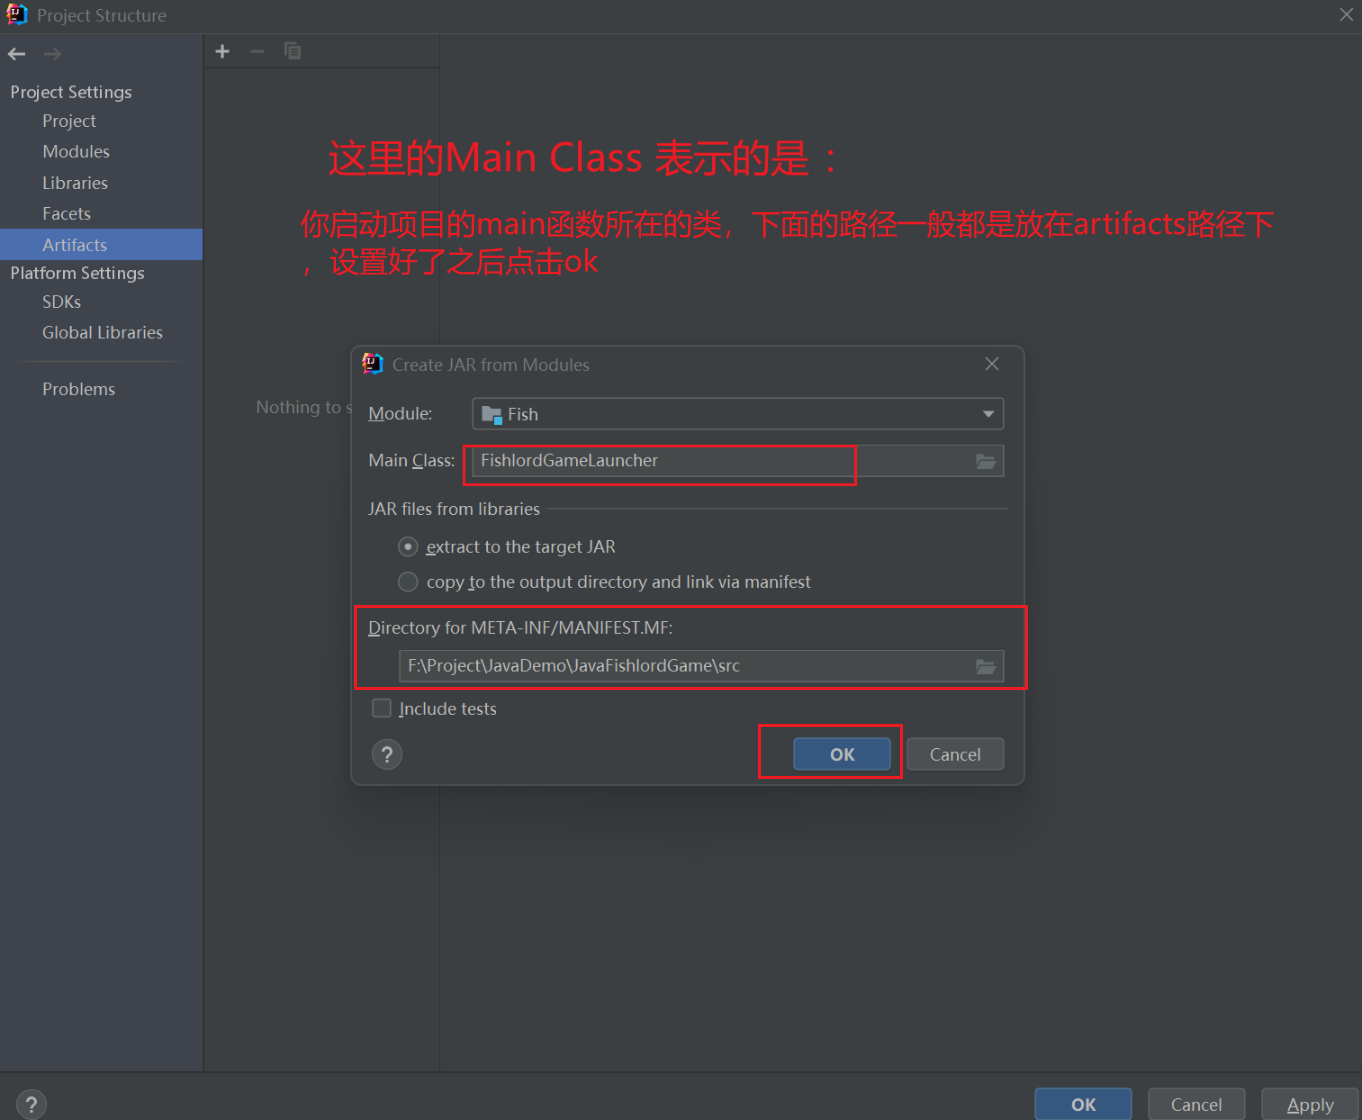 Project Structure
Project Settings
Project
Modules
Libraries
Facets
Artifacts
Platform Settings
SDKs
Global Libraries
Problems
这里的Main Class 表示的是：
你启动项目的main函数所在的类，下面的路径一般都是放在artifacts路径下
，设置好了之后点击ok
Nothing to s
Create JAR from Modules
Module: Fish
Main Class: FishlordGameLauncher
JAR files from libraries
extract to the target JAR
copy to the output directory and link via manifest
Directory for META-INF/MANIFEST.MF:
F:\Project\JavaDemo\JavaFishlordGame\src
Include tests
? OK Cancel
? OK Cancel Apply